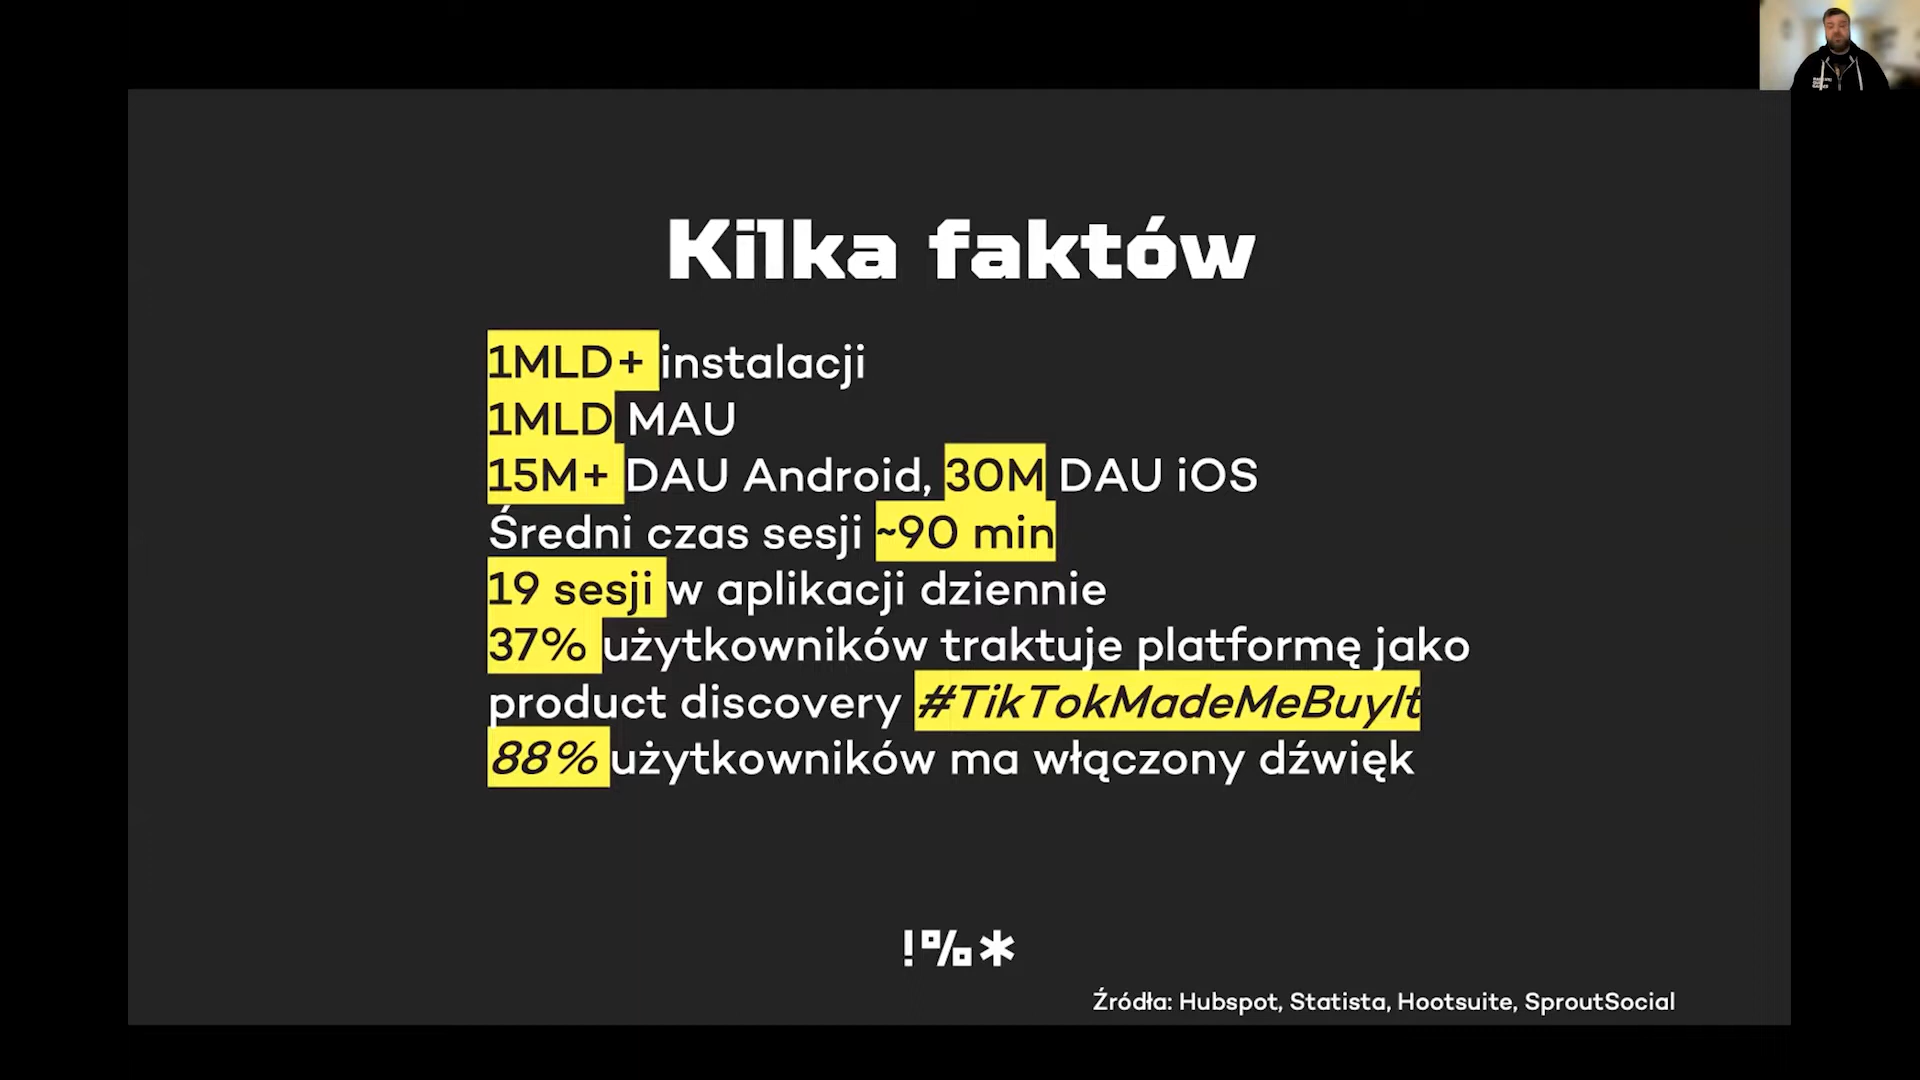 Kilka faktów
1MLD+ instalacji
1MLD MAU
15M+ DAU Android, 30M DAU iOS
Średni czas sesji ~90 min
19 sesji w aplikacji dziennie
37% użytkowników traktuje platformę jako
product discovery #TikTokMadeMeBuyIt
88% użytkowników ma włączony dźwięk
!%*
Źródła: Hubspot, Statista, Hootsuite, SproutSocial